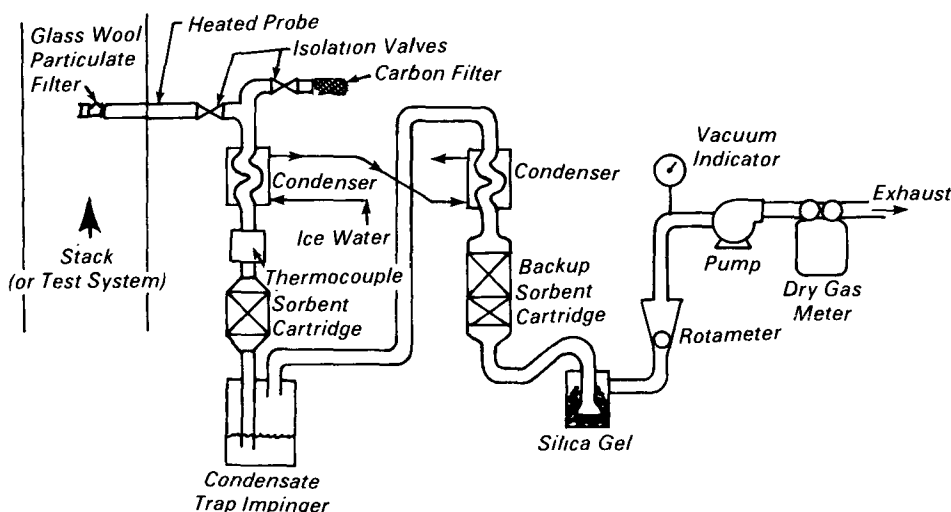 Glass Wool
Particulate
Filter
Heated Probe
Isolation Valves
Carbon Filter
Condenser
Ice Water
Stack
(or Test System)
Thermocouple
Sorbent
Cartridge
Condensate
Trap Impinger
Condenser
Backup
Sorbent
Cartridge
Silica Gel
Vacuum
Indicator
Rotameter
Pump
Exhaust
Dry Gas
Meter